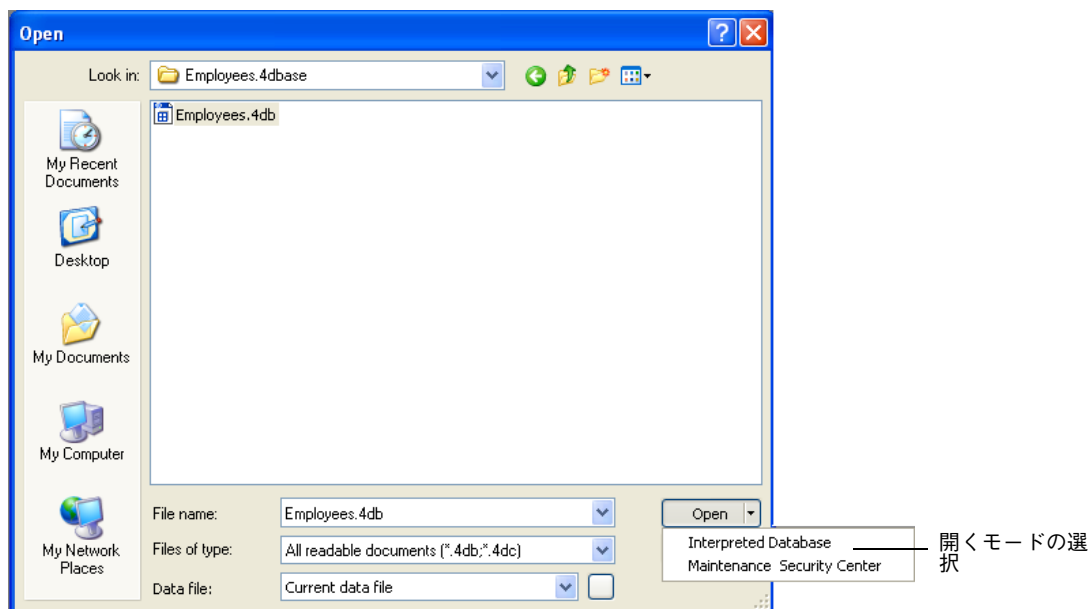 Open
Look in:
Employees.4dbase
Employees.4db
My Recent
Documents
Desktop
My Documents
My Computer
My Network
Places
File name:
Employees.4db
Open
Files of type:
All readable documents (*.4db;*.4dc)
Data file:
Current data file
Interpreted Database
Maintenance Security Center
開くモードの選
択